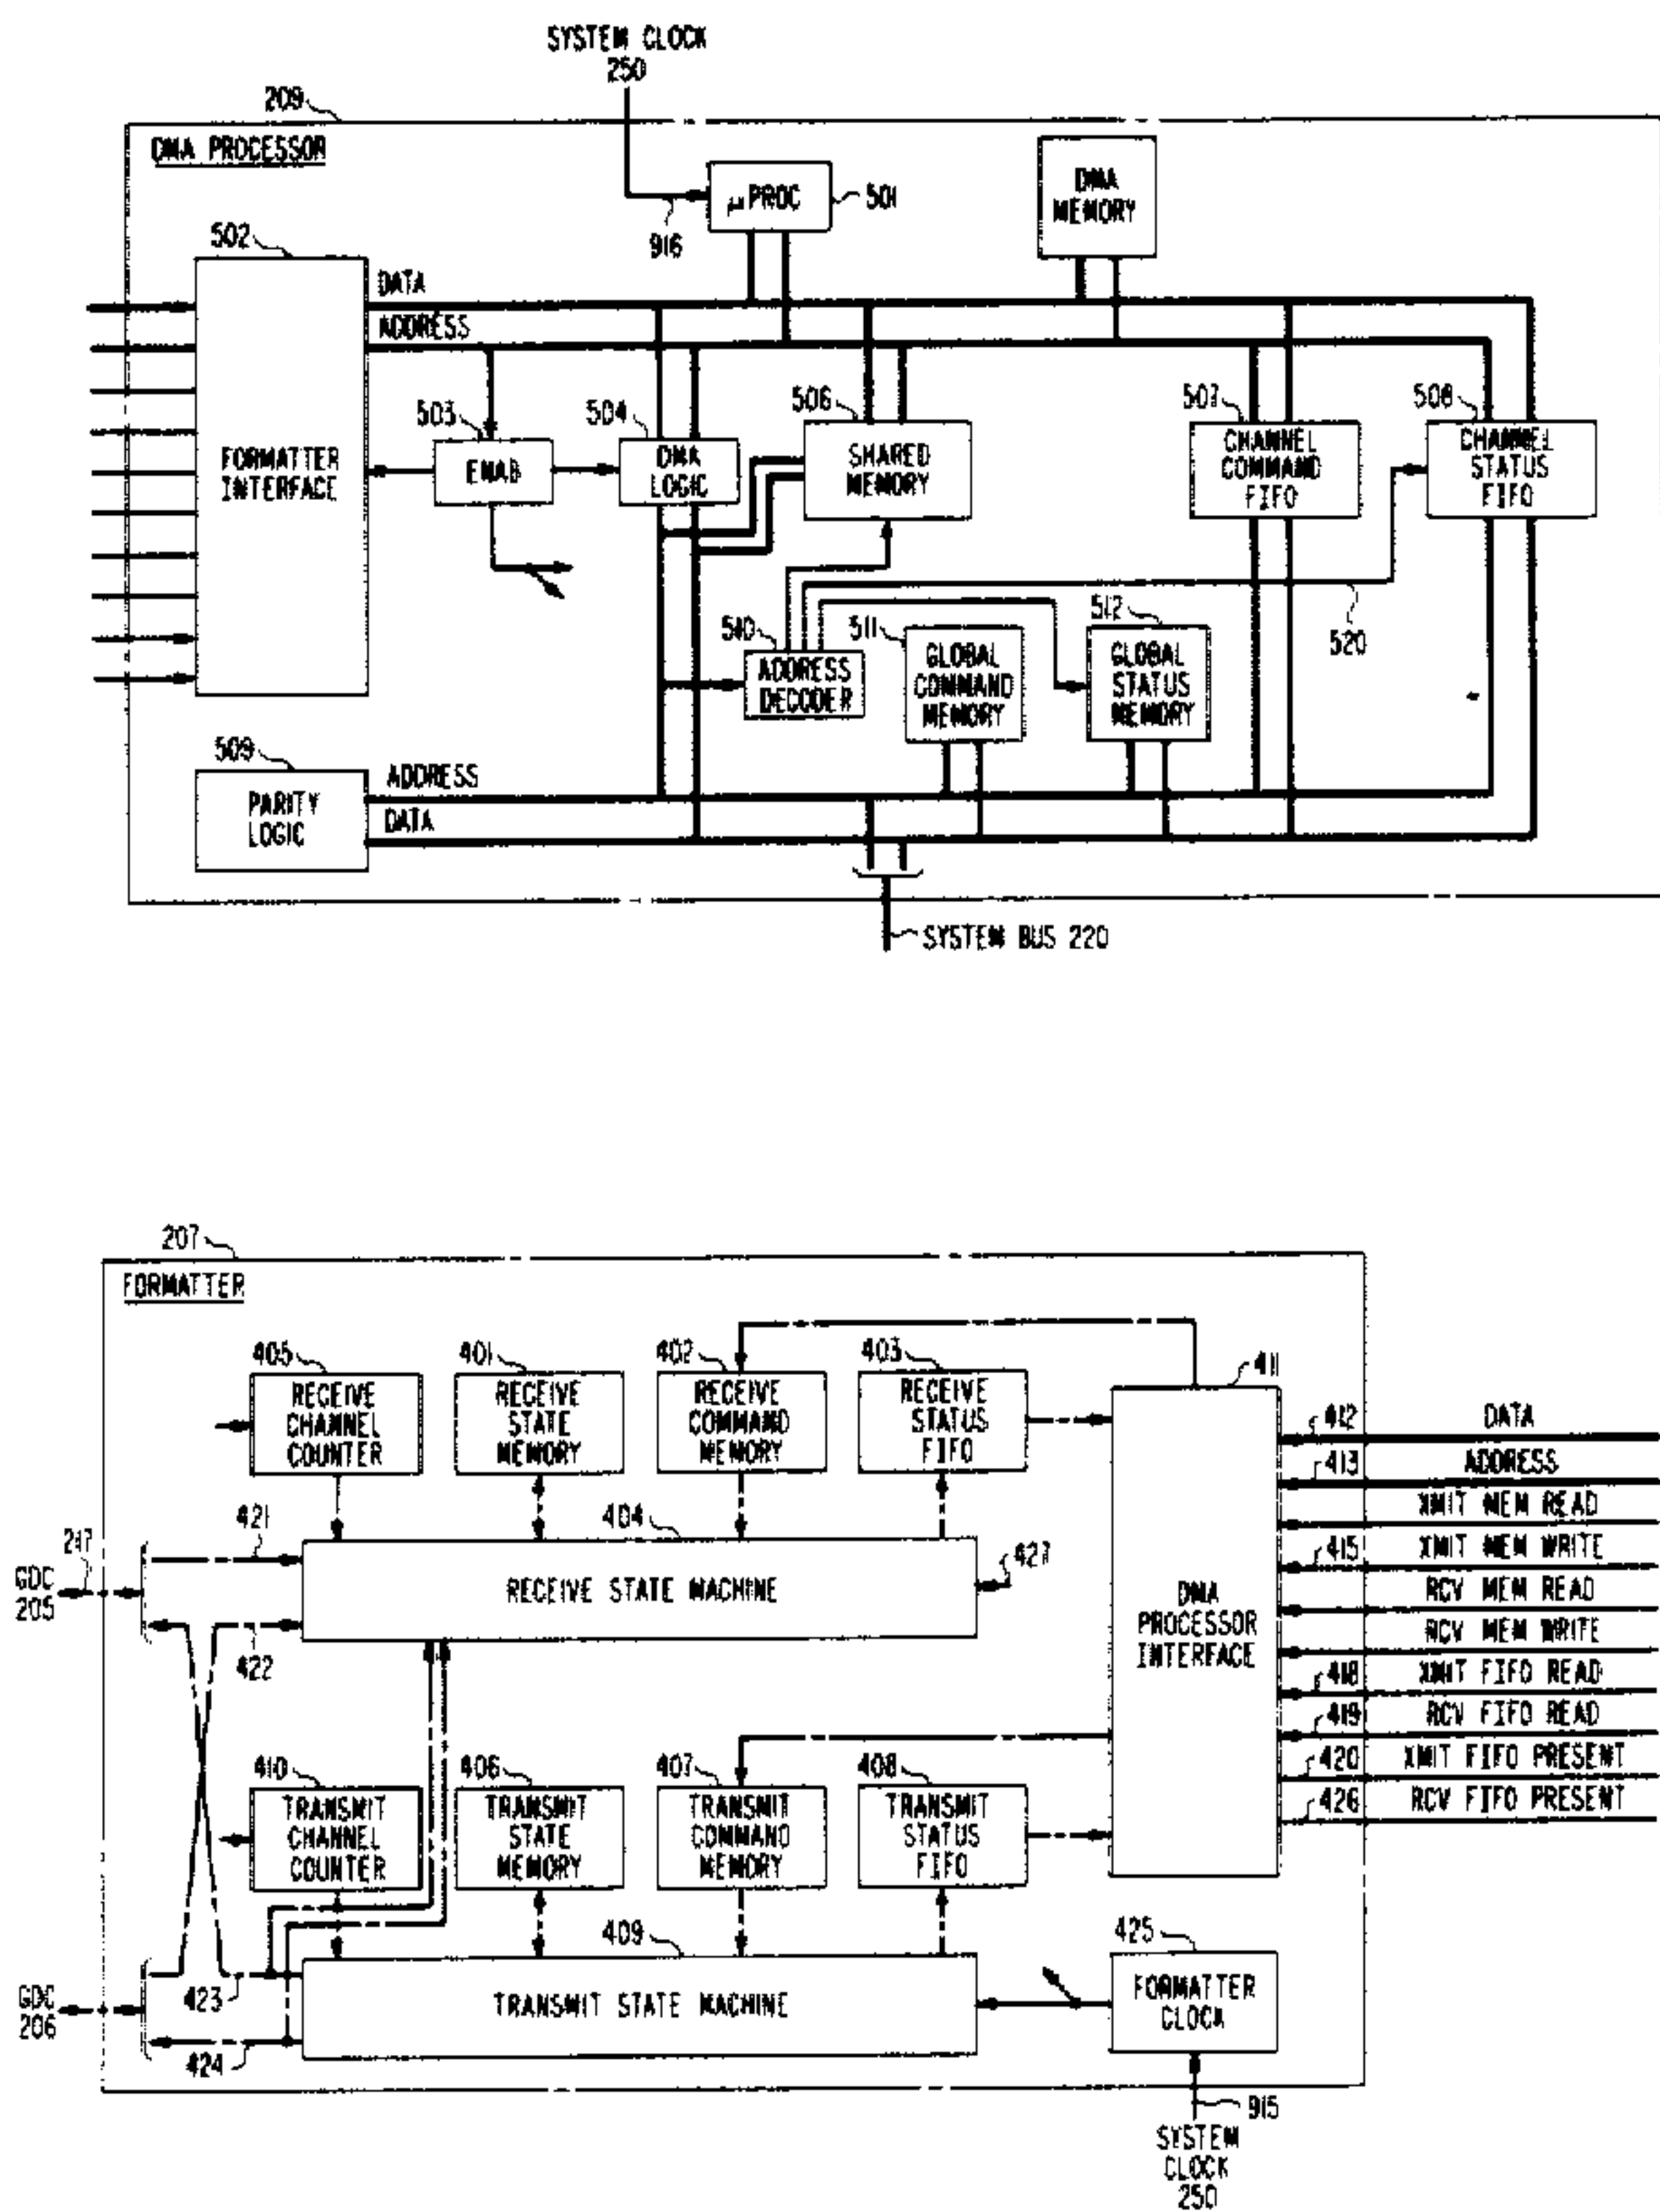 SYSTEM CLOCK
250
209
DMA PROCESSOR
μPROC
501
916
DMA
MEMORY
502
FORMATTER
INTERFACE
DATA
ADDRESS
503
ENAB
504
DMA
LOGIC
506
SHARED
MEMORY
507
CHANNEL
COMMAND
FIFO
508
CHANNEL
STATUS
FIFO
510
ADDRESS
DECODER
511
GLOBAL
COMMAND
MEMORY
512
GLOBAL
STATUS
MEMORY
520
509
PARITY
LOGIC
ADDRESS
DATA
SYSTEM BUS 220
207
FORMATTER
405
RECEIVE
CHANNEL
COUNTER
401
RECEIVE
STATE
MEMORY
402
RECEIVE
COMMAND
MEMORY
403
RECEIVE
STATUS
FIFO
411
DMA
PROCESSOR
INTERFACE
412
DATA
413
ADDRESS
XMIT MEM READ
415
XMIT MEM WRITE
RCV MEM READ
RCV MEM WRITE
418
XMIT FIFO READ
419
RCV FIFO READ
420
XMIT FIFO PRESENT
426
RCV FIFO PRESENT
217
GDC
205
421
422
404
RECEIVE STATE MACHINE
427
410
TRANSMIT
CHANNEL
COUNTER
406
TRANSMIT
STATE
MEMORY
407
TRANSMIT
COMMAND
MEMORY
408
TRANSMIT
STATUS
FIFO
GDC
206
423
424
409
TRANSMIT STATE MACHINE
425
FORMATTER
CLOCK
915
SYSTEM
CLOCK
250